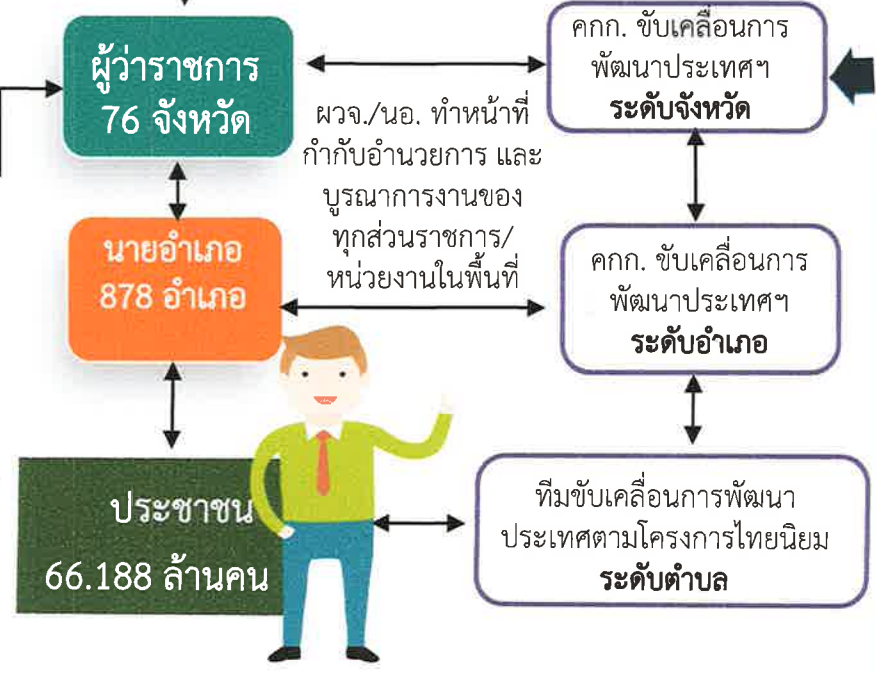 ผู้ว่าราชการ
76 จังหวัด
คกก. ขับเคลื่อนการ
พัฒนาประเทศฯ
ระดับจังหวัด
ผวจ./นอ. ทำหน้าที่
กำกับอำนวยการ และ
บูรณาการงานของ
ทุกส่วนราชการ/
หน่วยงานในพื้นที่
นายอำเภอ
878 อำเภอ
คกก. ขับเคลื่อนการ
พัฒนาประเทศฯ
ระดับอำเภอ
ประชาชน
66.188 ล้านคน
ทีมขับเคลื่อนการพัฒนา
ประเทศตามโครงการไทยนิยม
ระดับตำบล